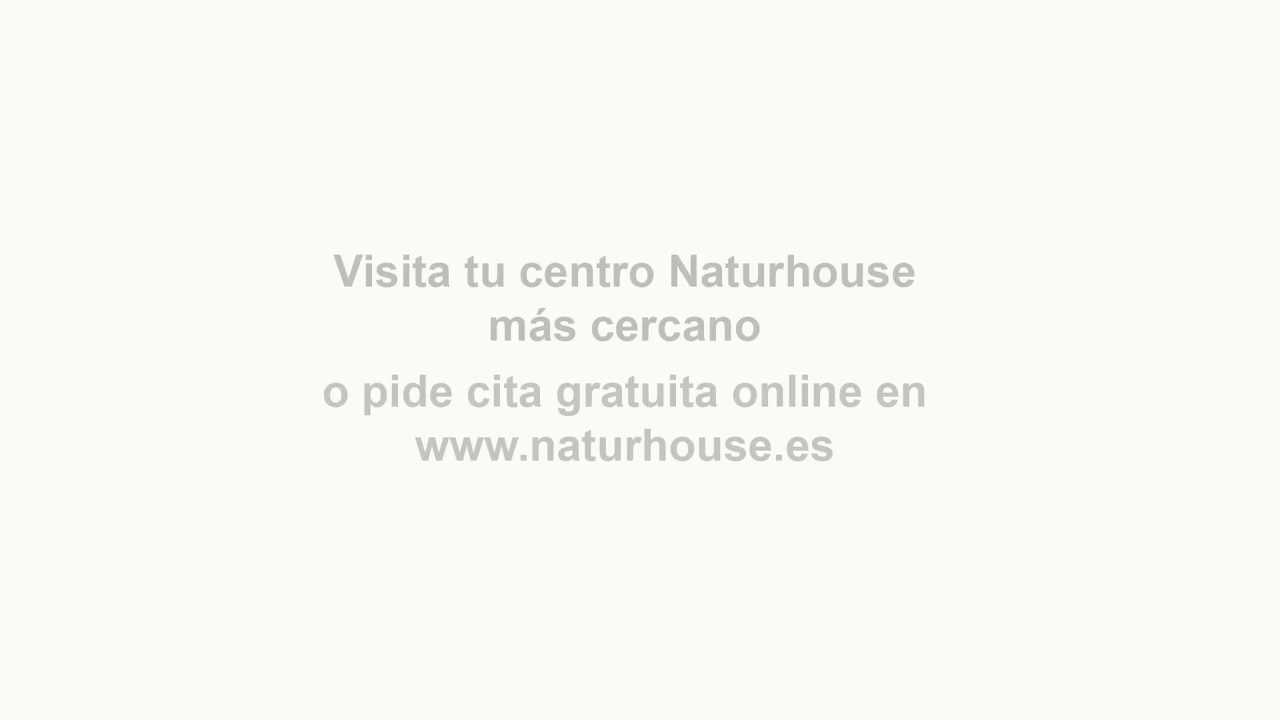 Visita tu centro Naturhouse
más cercano
o pide cita gratuita online en
www.naturhouse.es